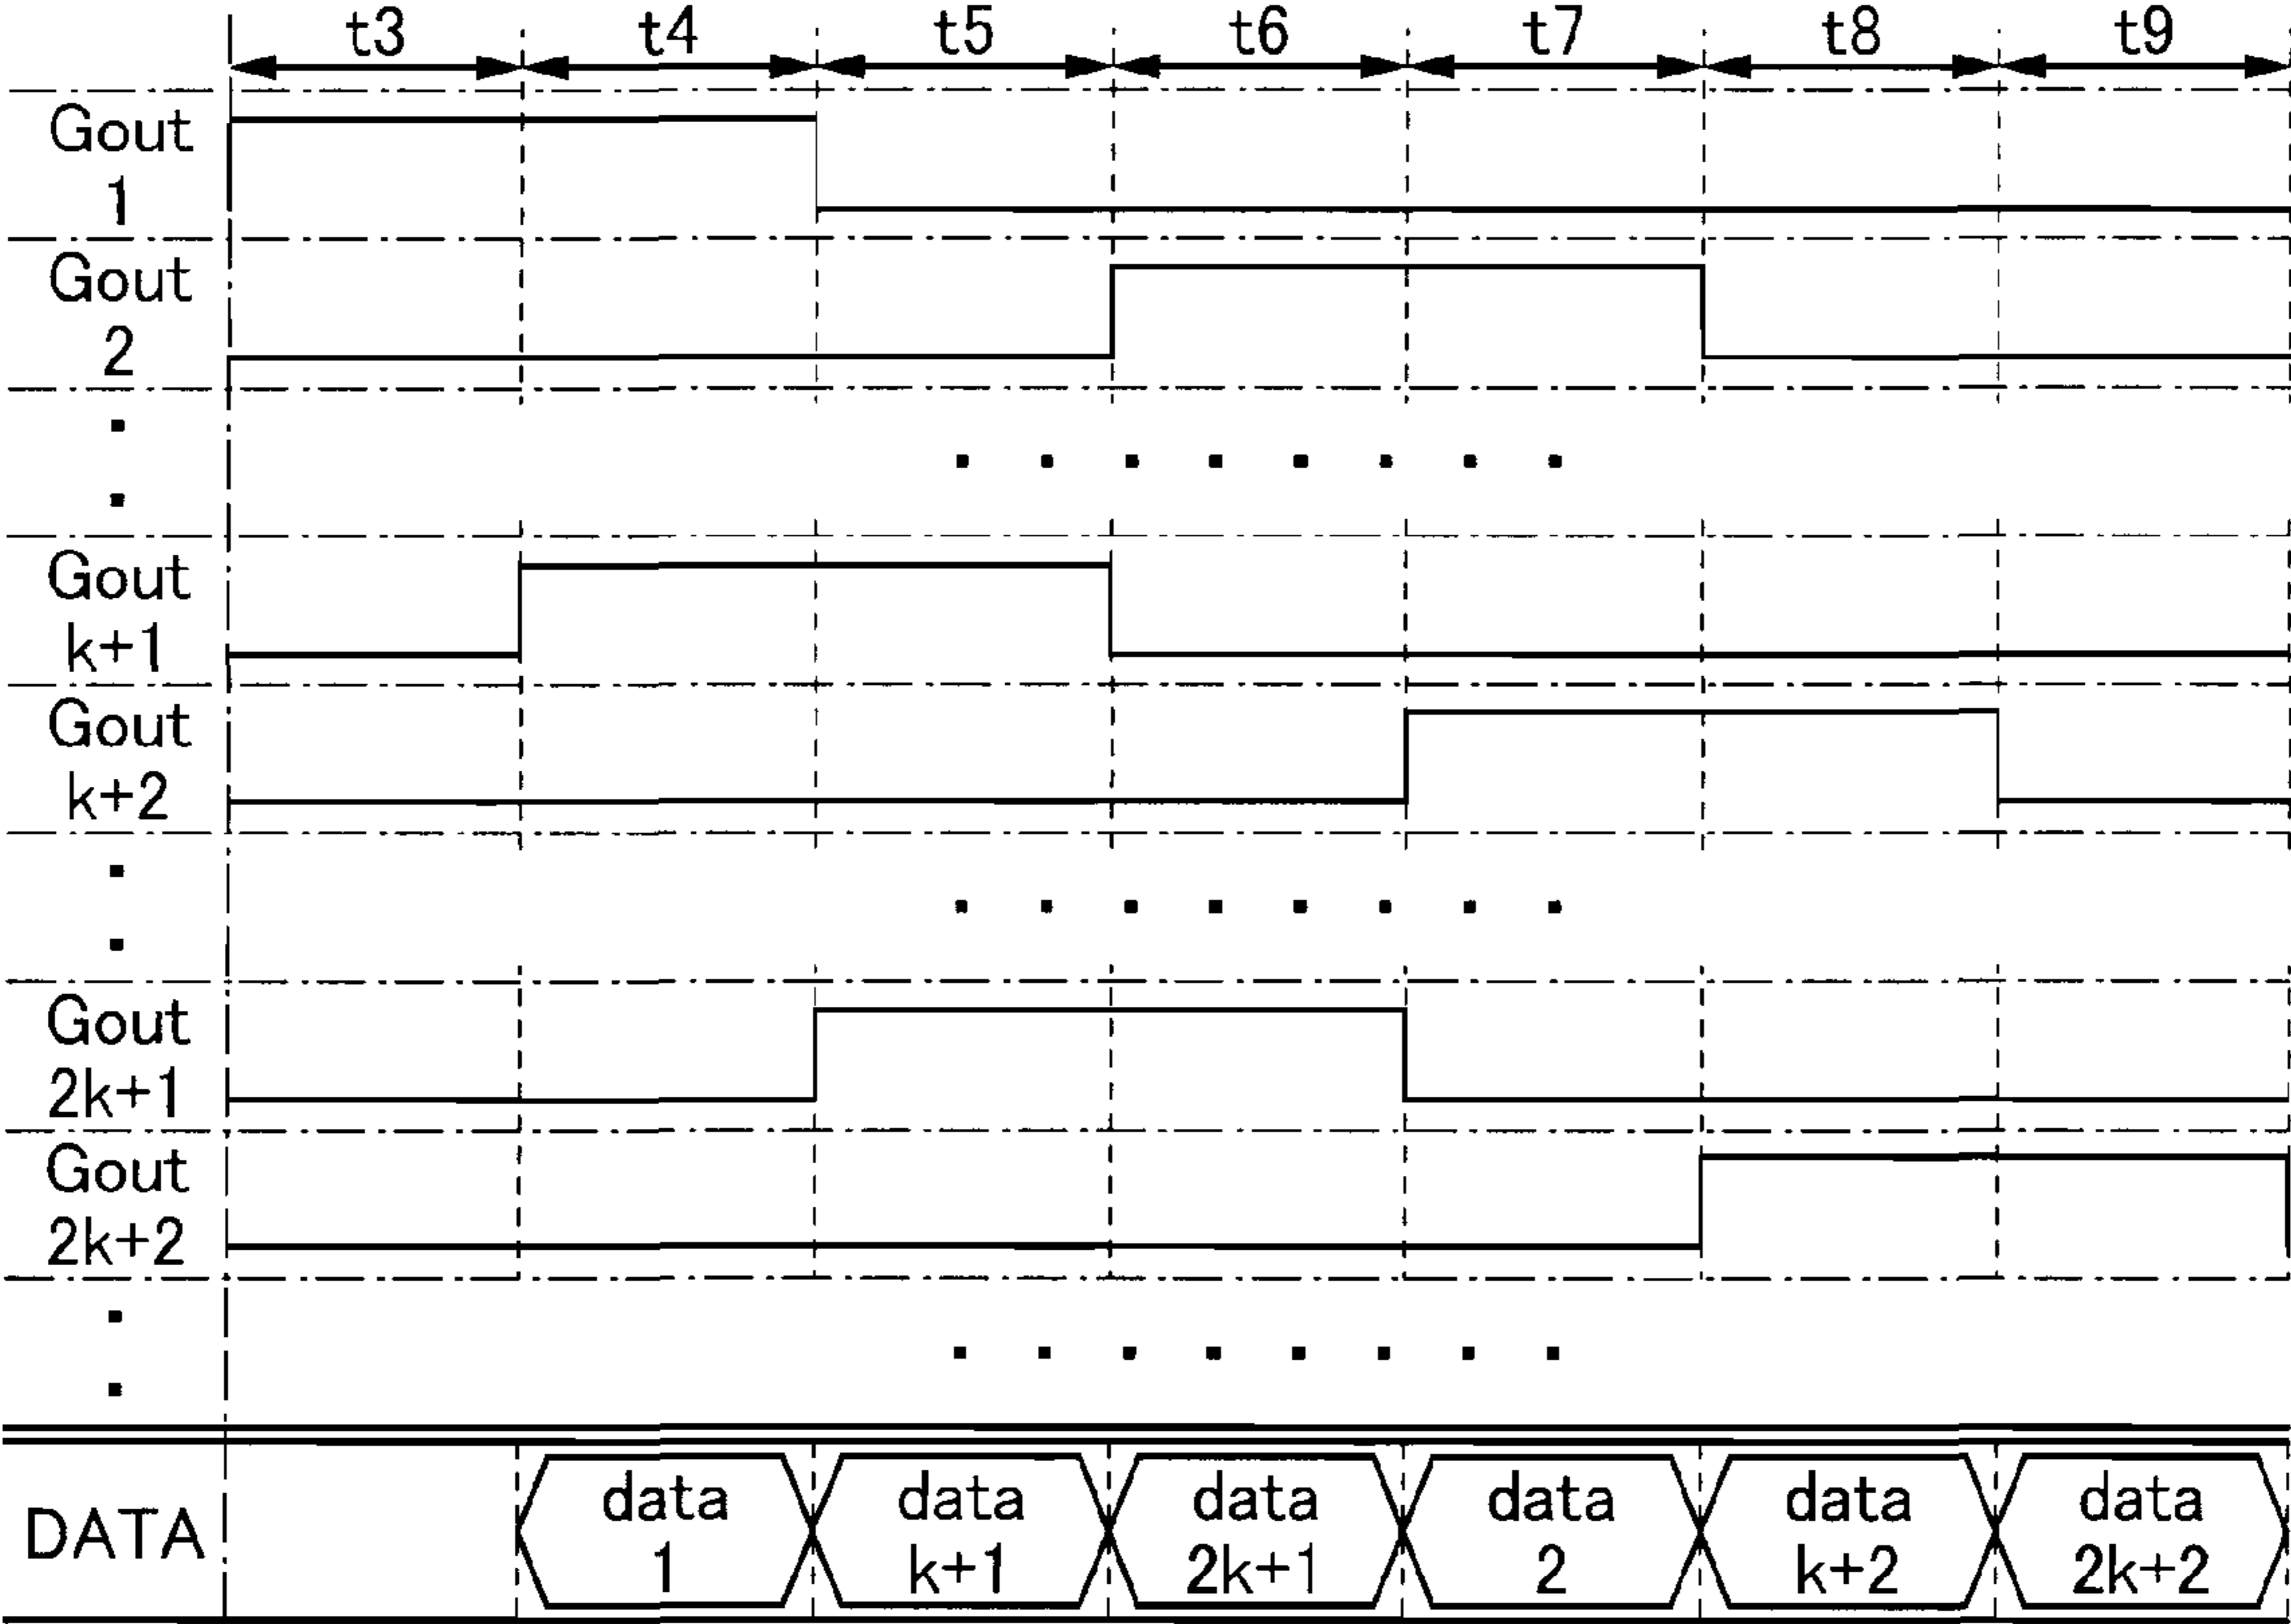 t3 t4 t5 t6 t7 t8 t9
Gout
1
Gout
2
Gout
k+1
Gout
k+2
Gout
2k+1
Gout
2k+2
DATA
data
1
data
k+1
data
2k+1
data
2
data
k+2
data
2k+2